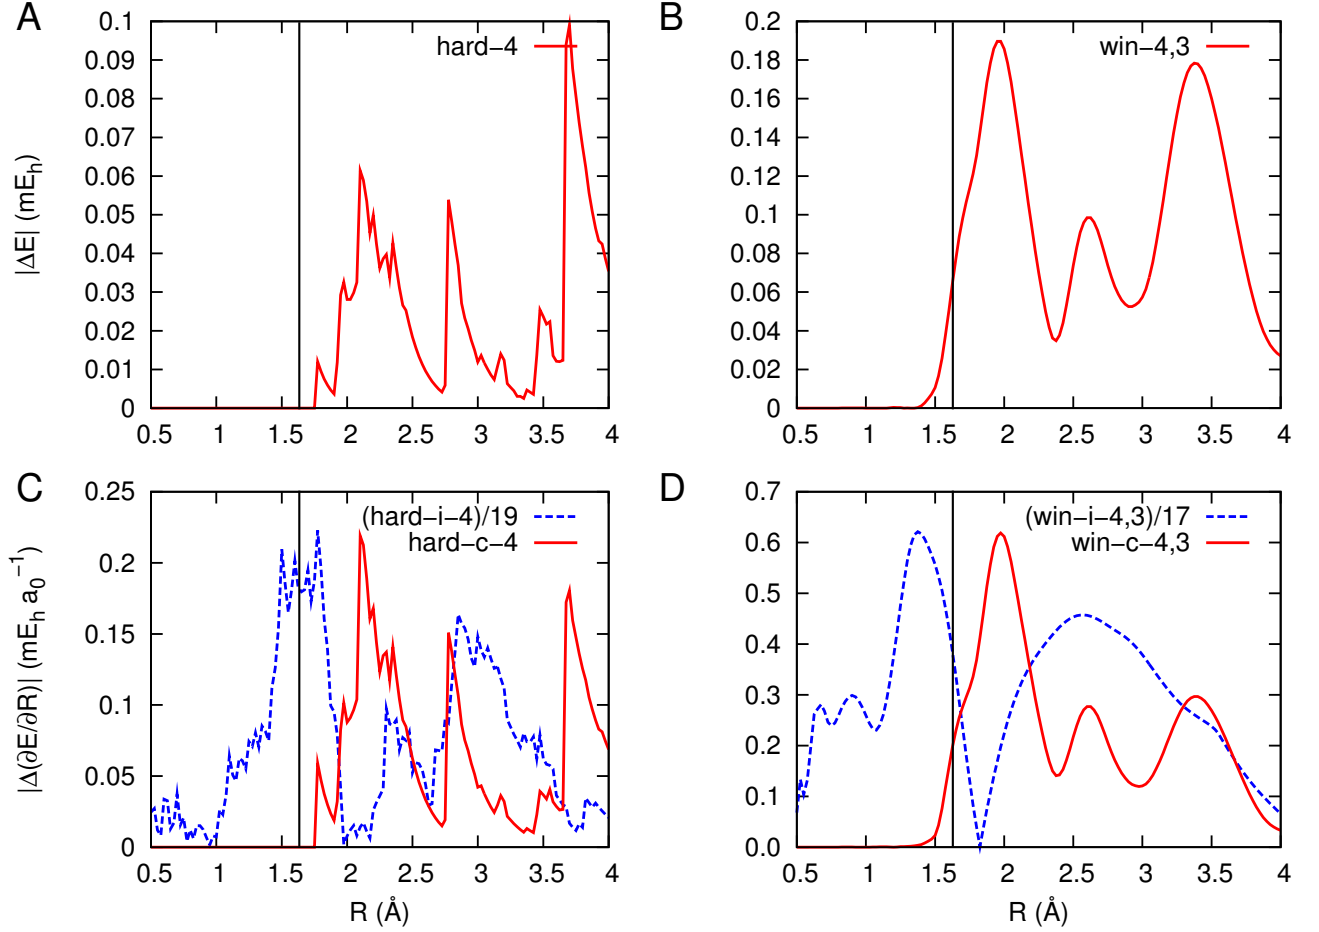 A
hard−4
|ΔE| (mEh)
0.1
0.09
0.08
0.07
0.06
0.05
0.04
0.03
0.02
0.01
0
0.5 1 1.5 2 2.5 3 3.5 4
B
win−4,3
0.2
0.18
0.16
0.14
0.12
0.1
0.08
0.06
0.04
0.02
0
0.5 1 1.5 2 2.5 3 3.5 4
C
(hard−i−4)/19
hard−c−4
|Δ(∂E/∂R)| (mEh a0−1)
0.25
0.2
0.15
0.1
0.05
0
0.5 1 1.5 2 2.5 3 3.5 4
R (Å)
D
(win−i−4,3)/17
win−c−4,3
0.7
0.6
0.5
0.4
0.3
0.2
0.1
0.0
0.5 1 1.5 2 2.5 3 3.5 4
R (Å)